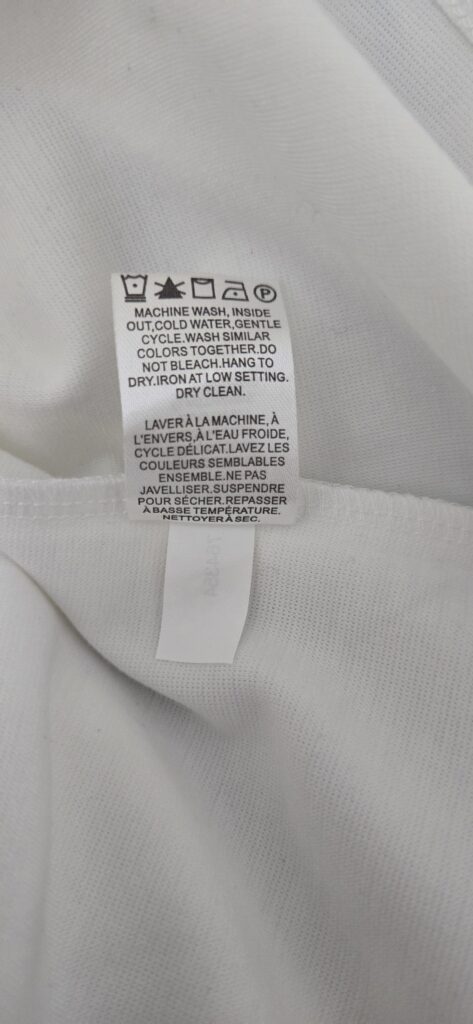 P
MACHINE WASH, INSIDE
OUT,COLD WATER,GENTLE
CYCLE.WASH SIMILAR
COLORS TOGETHER.DO
NOT BLEACH.HANG TO
DRY.IRON AT LOW SETTING.
DRY CLEAN.
LAVER À LA MACHINE, À
L'ENVERS,À L'EAU FROIDE,
CYCLE DÉLICAT.LAVEZ LES
COULEURS SEMBLABLES
ENSEMBLE.NE PAS
JAVELLISER.SUSPENDRE
POUR SÉCHER.REPASSER
À BASSE TEMPÉRATURE.
NETTOYER À SEC.